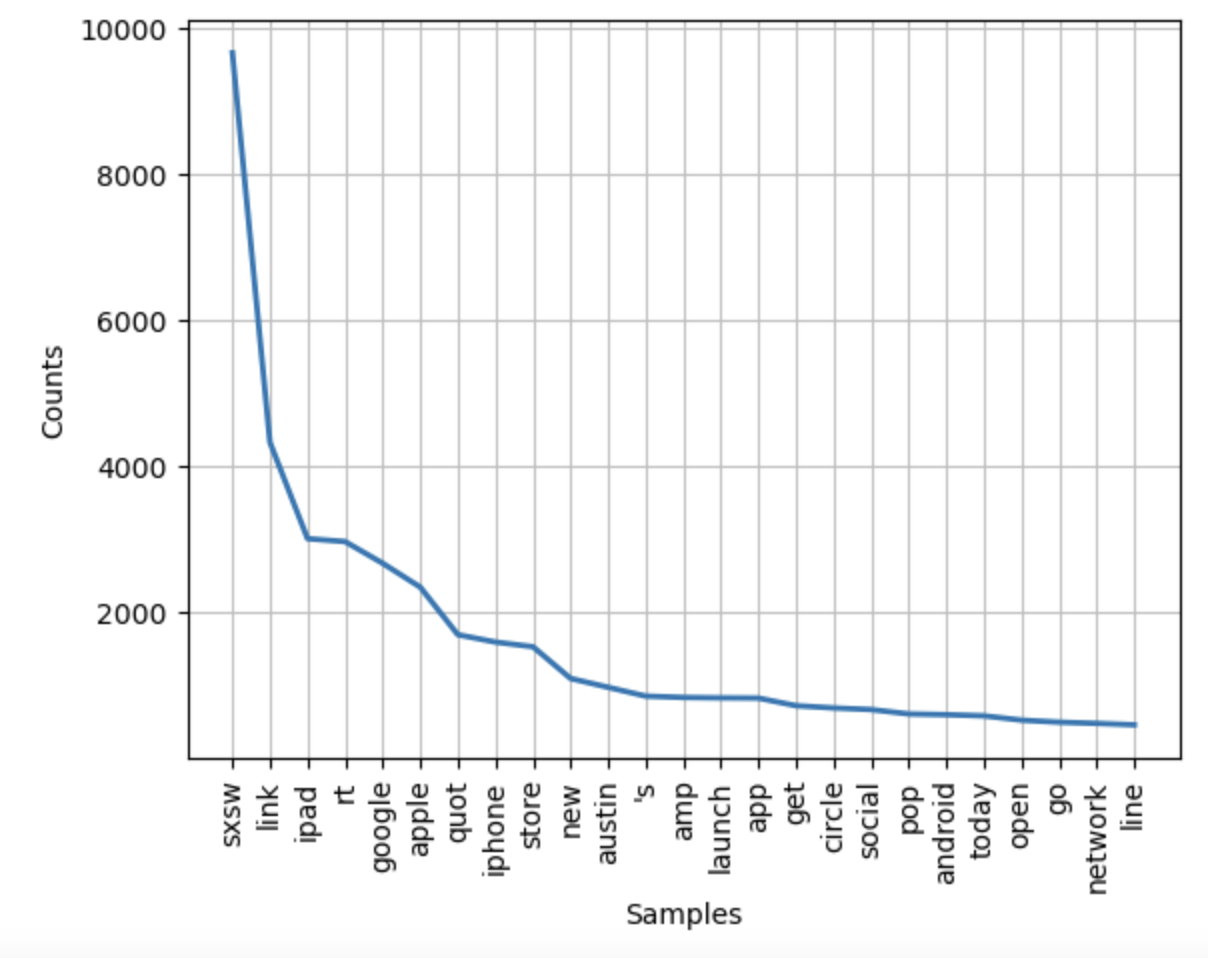 10000
8000
6000
4000
2000
Counts
sxsw
link
ipad
rt
google
apple
quot
iphone
store
new
austin
's
amp
launch
app
get
circle
social
pop
android
today
open
go
network
line
Samples